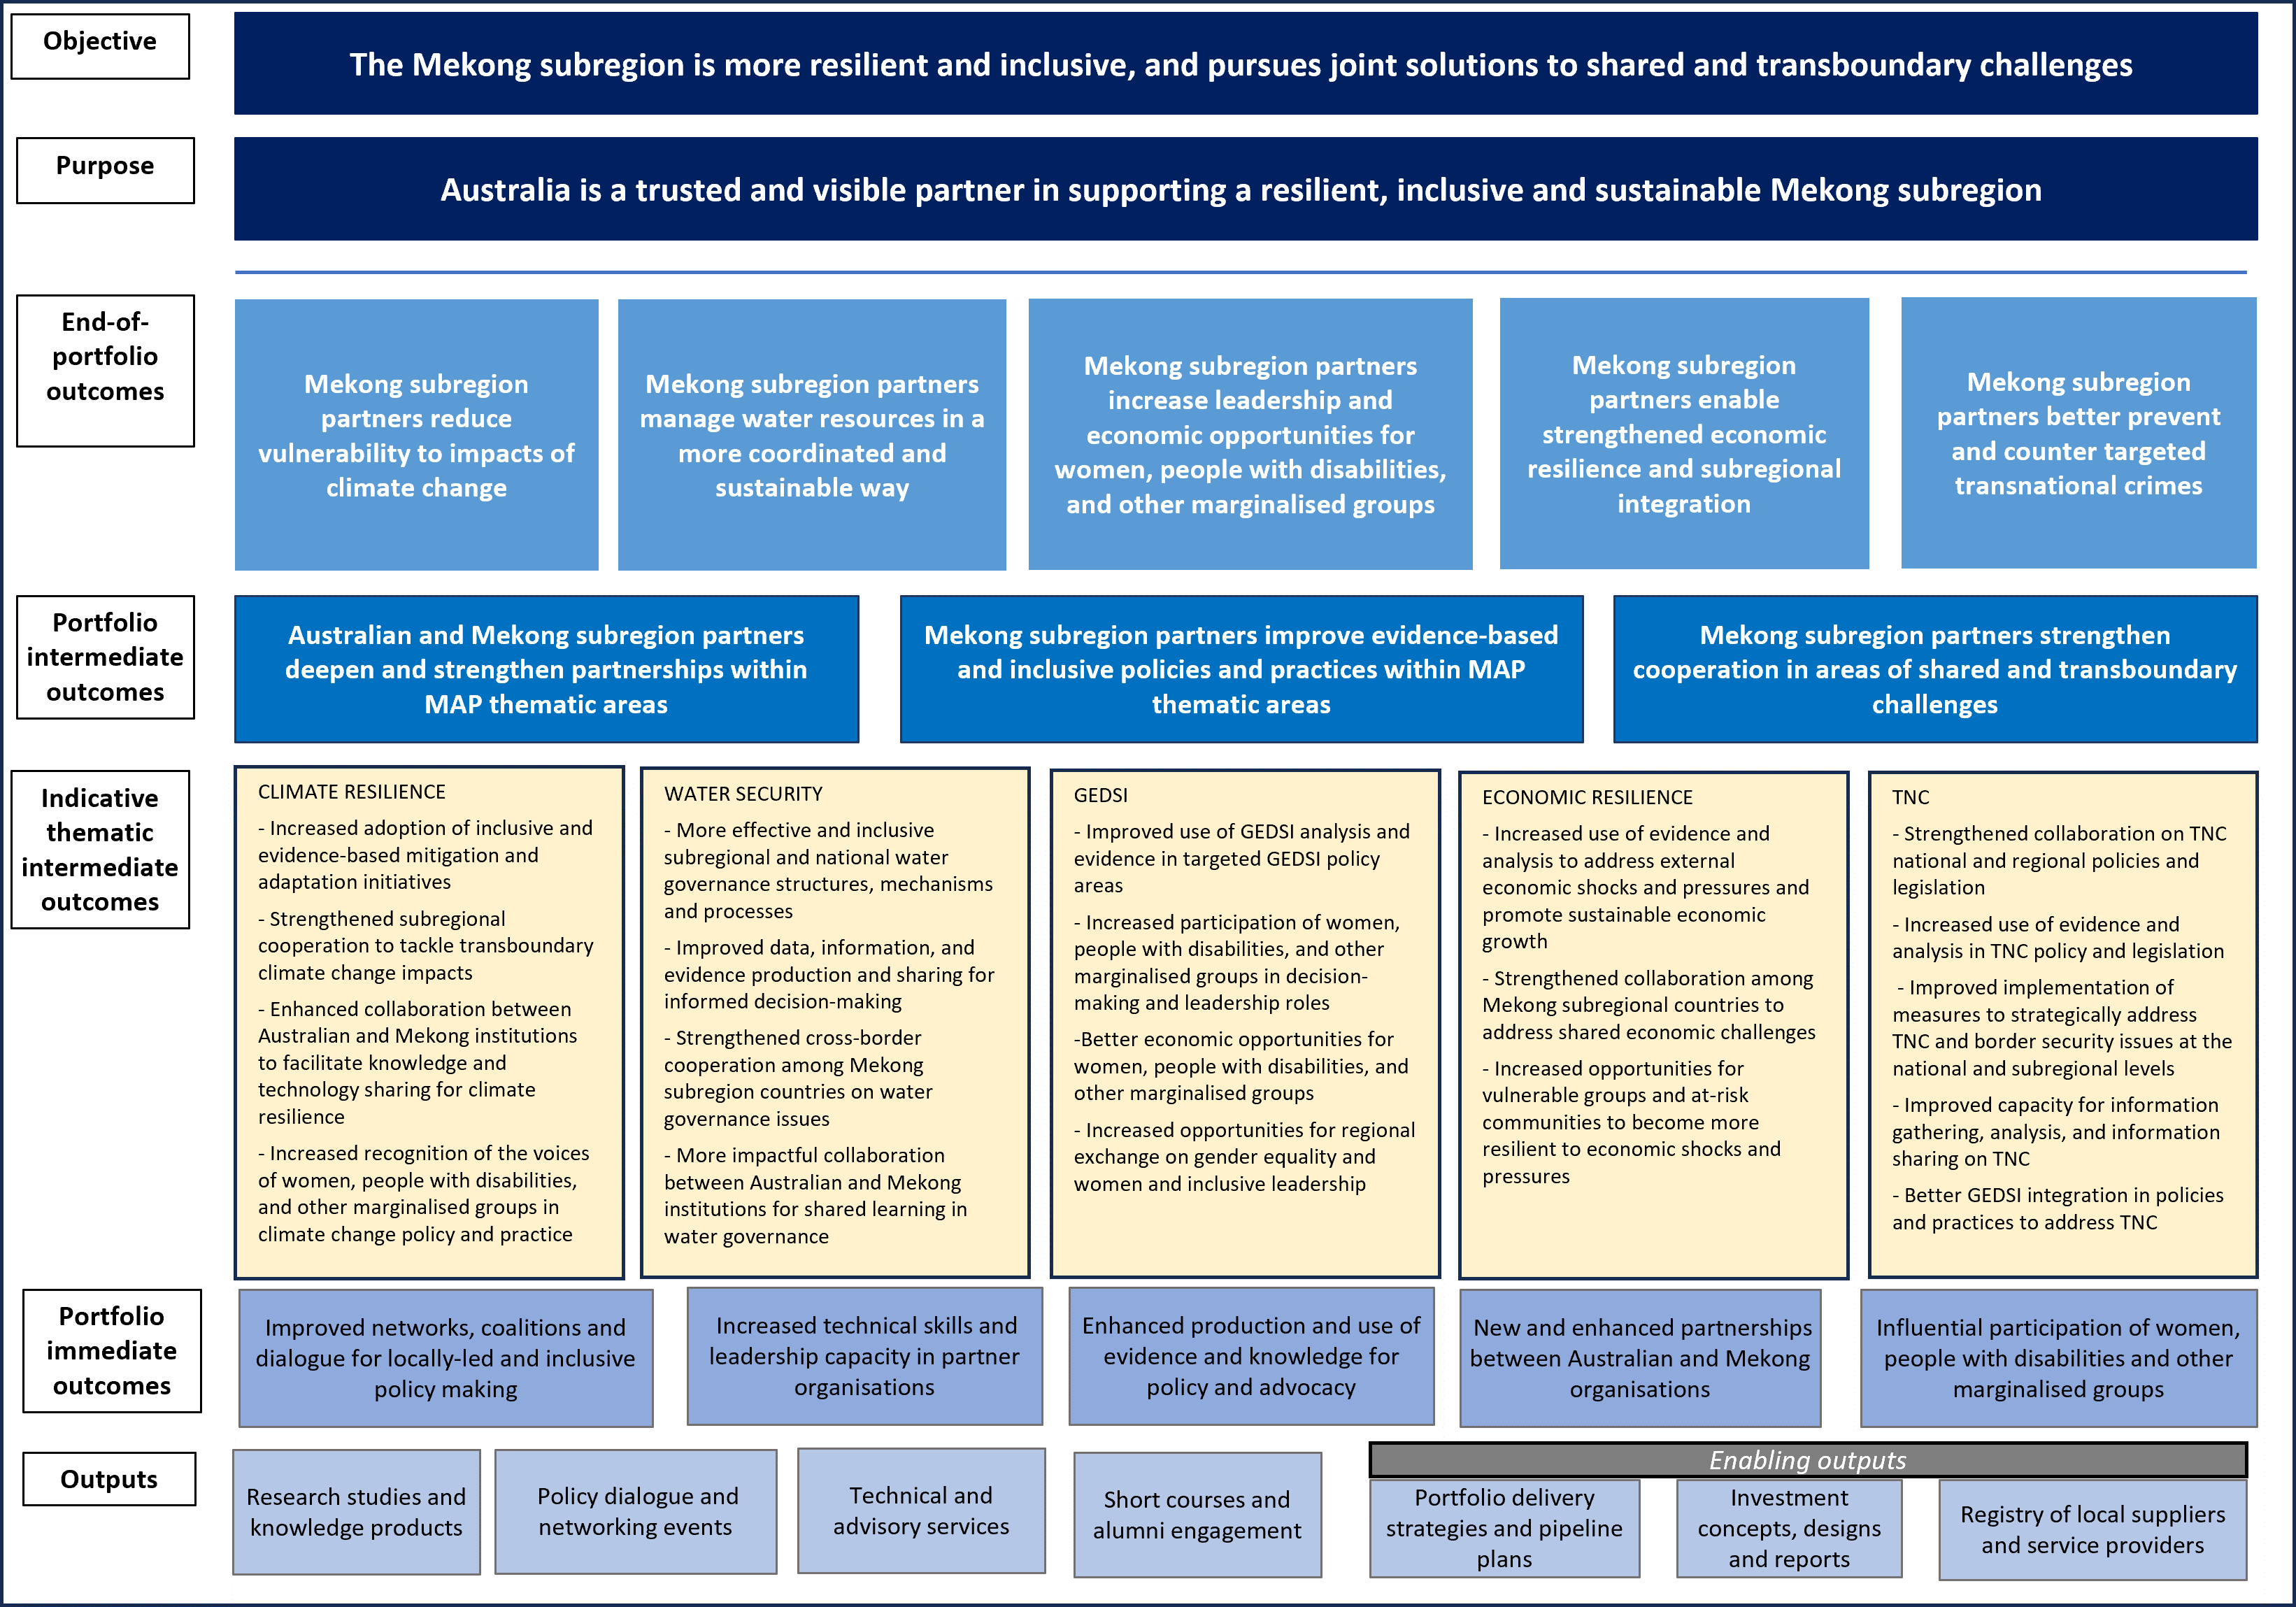 Objective
The Mekong subregion is more resilient and inclusive, and pursues joint solutions to shared and transboundary challenges
Purpose
Australia is a trusted and visible partner in supporting a resilient, inclusive and sustainable Mekong subregion
End-of-
portfolio
outcomes
Mekong subregion
partners reduce
vulnerability to impacts of
climate change
Mekong subregion partners
manage water resources in a
more coordinated and
sustainable way
Mekong subregion partners
increase leadership and
economic opportunities for
women, people with disabilities,
and other marginalised groups
Mekong subregion
partners enable
strengthened economic
resilience and subregional
integration
Mekong subregion
partners better prevent
and counter targeted
transnational crimes
Portfolio
intermediate
outcomes
Australian and Mekong subregion partners
deepen and strengthen partnerships within
MAP thematic areas
Mekong subregion partners improve evidence-based
and inclusive policies and practices within MAP
thematic areas
Mekong subregion partners strengthen
cooperation in areas of shared and transboundary
challenges
Indicative
thematic
intermediate
outcomes
CLIMATE RESILIENCE
- Increased adoption of inclusive and
evidence-based mitigation and
adaptation initiatives
- Strengthened subregional
cooperation to tackle transboundary
climate change impacts
- Enhanced collaboration between
Australian and Mekong institutions
to facilitate knowledge and
technology sharing for climate
resilience
- Increased recognition of the voices
of women, people with disabilities,
and other marginalised groups in
climate change policy and practice
WATER SECURITY
- More effective and inclusive
subregional and national water
governance structures, mechanisms
and processes
- Improved data, information, and
evidence production and sharing for
informed decision-making
- Strengthened cross-border
cooperation among Mekong
subregion countries on water
governance issues
- More impactful collaboration
between Australian and Mekong
institutions for shared learning in
water governance
GEDSI
- Improved use of GEDSI analysis and
evidence in targeted GEDSI policy
areas
- Increased participation of women,
people with disabilities, and other
marginalised groups in decision-
making and leadership roles
-Better economic opportunities for
women, people with disabilities, and
other marginalised groups
- Increased opportunities for regional
exchange on gender equality and
women and inclusive leadership
ECONOMIC RESILIENCE
- Increased use of evidence and
analysis to address external
economic shocks and pressures and
promote sustainable economic
growth
- Strengthened collaboration among
Mekong subregional countries to
address shared economic challenges
- Increased opportunities for
vulnerable groups and at-risk
communities to become more
resilient to economic shocks and
pressures
TNC
- Strengthened collaboration on TNC
national and regional policies and
legislation
- Increased use of evidence and
analysis in TNC policy and legislation
- Improved implementation of
measures to strategically address
TNC and border security issues at the
national and subregional levels
- Improved capacity for information
gathering, analysis, and information
sharing on TNC
- Better GEDSI integration in policies
and practices to address TNC
Portfolio
immediate
outcomes
Improved networks, coalitions and
dialogue for locally-led and inclusive
policy making
Increased technical skills and
leadership capacity in partner
organisations
Enhanced production and use of
evidence and knowledge for
policy and advocacy
New and enhanced partnerships
between Australian and Mekong
organisations
Influential participation of women,
people with disabilities and other
marginalised groups
Outputs
Research studies and
knowledge products
Policy dialogue and
networking events
Technical and
advisory services
Short courses and
alumni engagement
Enabling outputs
Portfolio delivery
strategies and pipeline
plans
Investment
concepts, designs
and reports
Registry of local suppliers
and service providers